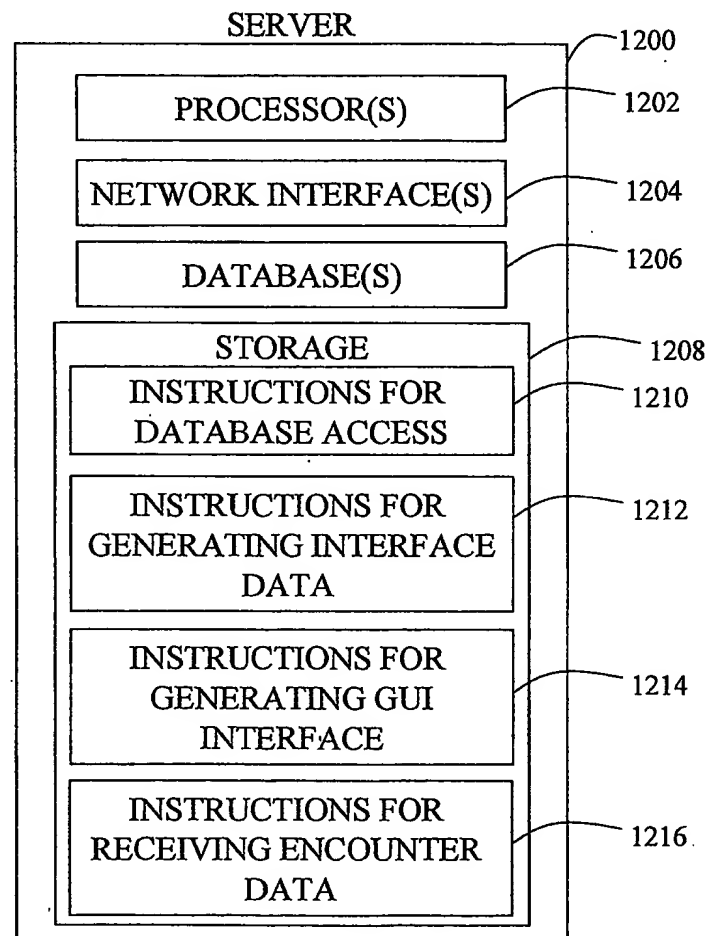 SERVER
1200
PROCESSOR(S)
1202
NETWORK INTERFACE(S)
1204
DATABASE(S)
1206
STORAGE
1208
INSTRUCTIONS FOR
DATABASE ACCESS
1210
INSTRUCTIONS FOR
GENERATING INTERFACE
DATA
1212
INSTRUCTIONS FOR
GENERATING GUI
INTERFACE
1214
INSTRUCTIONS FOR
RECEIVING ENCOUNTER
DATA
1216